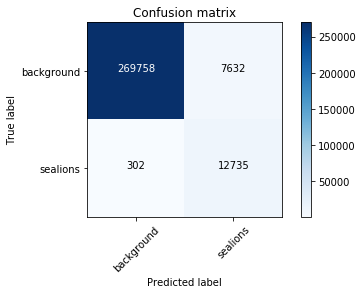 Confusion matrix
True label
background
269758
7632
sealions
302
12735
background
sealions
Predicted label
250000
200000
150000
100000
50000